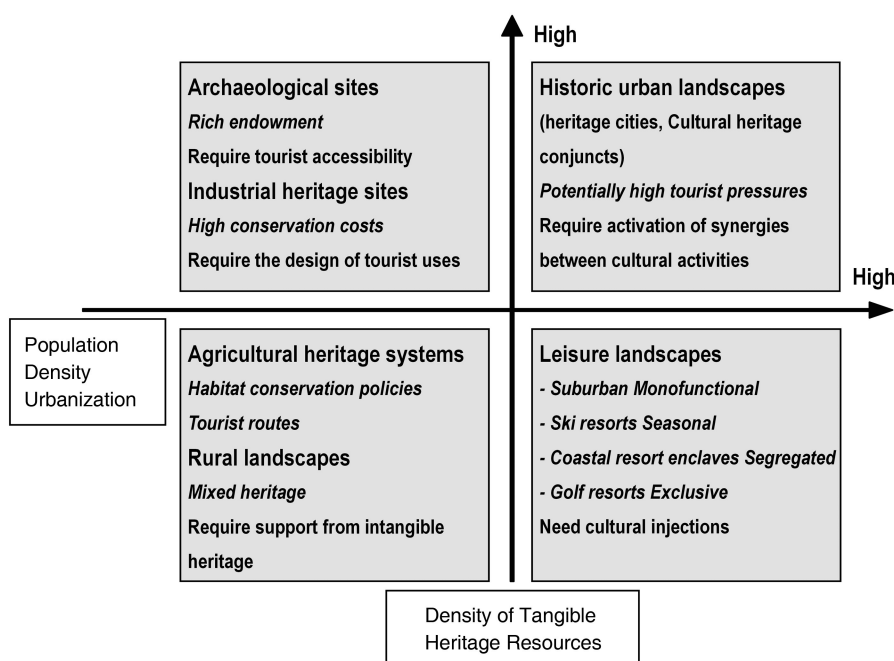 High
Archaeological sites
Rich endowment
Require tourist accessibility
Industrial heritage sites
High conservation costs
Require the design of tourist uses
Historic urban landscapes
(heritage cities, Cultural heritage
conjuncts)
Potentially high tourist pressures
Require activation of synergies
between cultural activities
High
Population
Density
Urbanization
Agricultural heritage systems
Habitat conservation policies
Tourist routes
Rural landscapes
Mixed heritage
Require support from intangible
heritage
Leisure landscapes
- Suburban Monofunctional
- Ski resorts Seasonal
- Coastal resort enclaves Segregated
- Golf resorts Exclusive
Need cultural injections
Density of Tangible
Heritage Resources